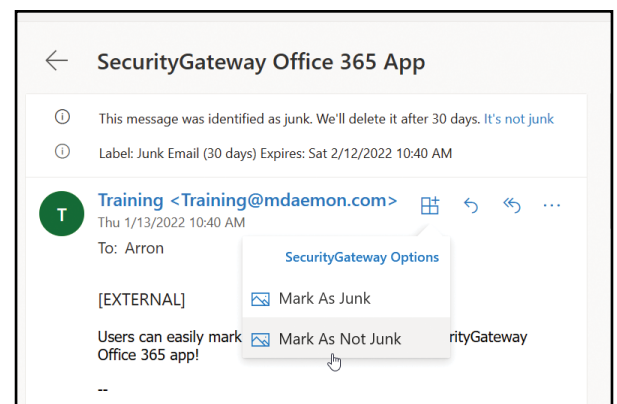 SecurityGateway Office 365 App
This message was identified as junk. We'll delete it after 30 days. It's not junk
Label: Junk Email (30 days) Expires: Sat 2/12/2022 10:40 AM
T
Training <Training@mdaemon.com>
Thu 1/13/2022 10:40 AM
To: Arron
SecurityGateway Options
Mark As Junk
Mark As Not Junk
[EXTERNAL]
Users can easily mark rityGateway
Office 365 app!
--